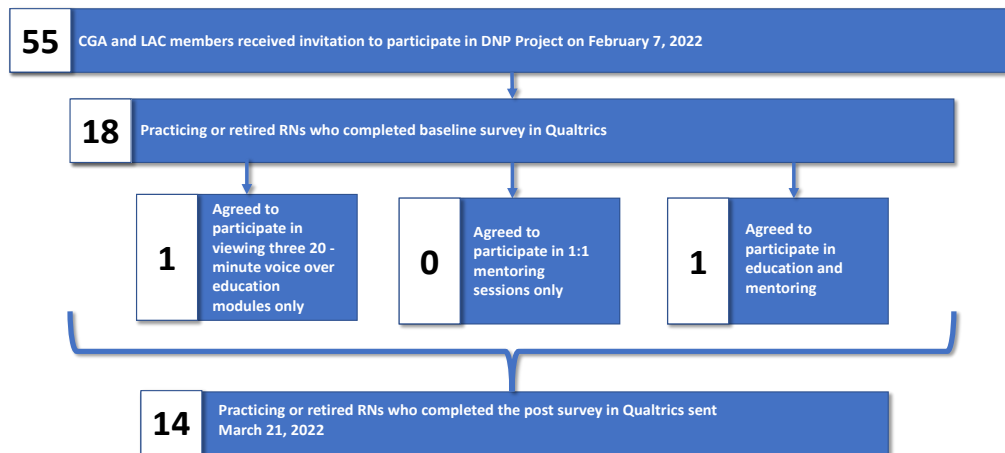 55
CGA and LAC members received invitation to participate in DNP Project on February 7, 2022
18
Practicing or retired RNs who completed baseline survey in Qualtrics
1
Agreed to
participate in
viewing three 20 -
minute voice over
education
modules only
0
Agreed to
participate in 1:1
mentoring
sessions only
1
Agreed to
participate in
education and
mentoring
14
Practicing or retired RNs who completed the post survey in Qualtrics sent
March 21, 2022